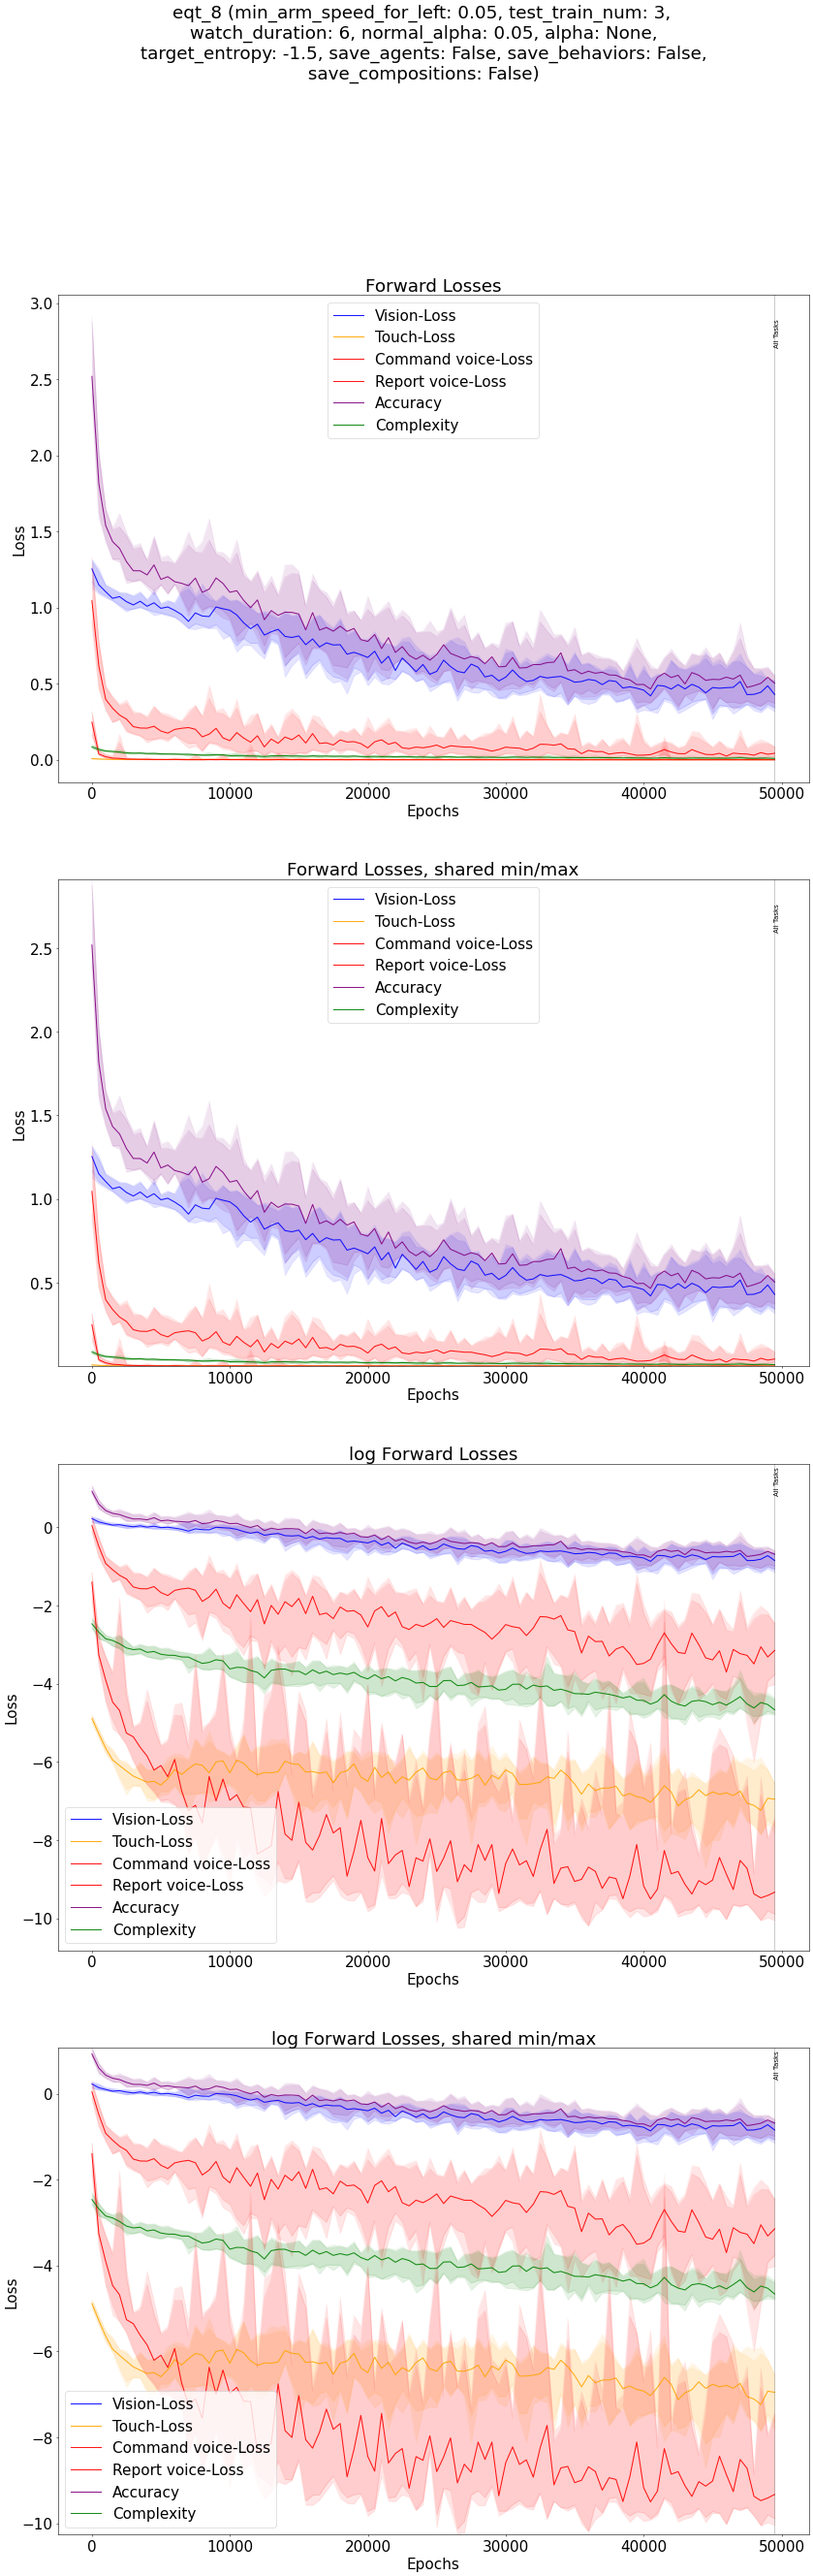 eqt_8 (min_arm_speed_for_left: 0.05, test_train_num: 3,
watch_duration: 6, normal_alpha: 0.05, alpha: None,
target_entropy: -1.5, save_agents: False, save_behaviors: False,
save_compositions: False)
Forward Losses
3.0
2.5
2.0
1.5
1.0
0.5
0.0
Loss
Vision-Loss
Touch-Loss
Command voice-Loss
Report voice-Loss
Accuracy
Complexity
All Tasks
0 10000 20000 30000 40000 50000
Epochs
Forward Losses, shared min/max
2.5
2.0
1.5
1.0
0.5
Loss
Vision-Loss
Touch-Loss
Command voice-Loss
Report voice-Loss
Accuracy
Complexity
All Tasks
0 10000 20000 30000 40000 50000
Epochs
log Forward Losses
0
−2
−4
−6
−8
−10
Loss
All Tasks
Vision-Loss
Touch-Loss
Command voice-Loss
Report voice-Loss
Accuracy
Complexity
0 10000 20000 30000 40000 50000
Epochs
log Forward Losses, shared min/max
0
−2
−4
−6
−8
−10
Loss
All Tasks
Vision-Loss
Touch-Loss
Command voice-Loss
Report voice-Loss
Accuracy
Complexity
0 10000 20000 30000 40000 50000
Epochs